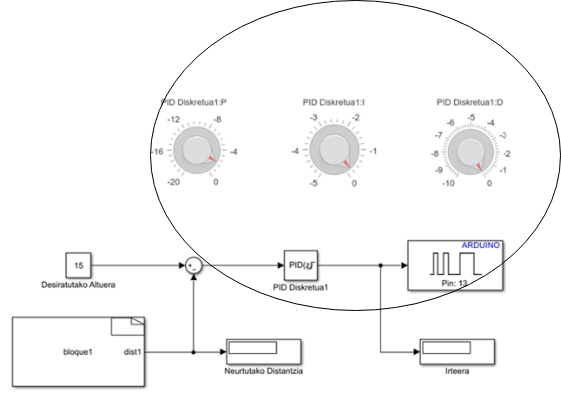 PID Diskretua1:P
PID Diskretua1:I
PID Diskretua1:D
-12 -8
-16 -4
-20 0
-3 -2
-4 -1
-5 0
-5
-6 -4
-7 -3
-8 -2
-9 -1
-10 0
ARDUINO
15
+
-
PID(z)
Pin: 13
Desiratutako Altuera
PID Diskretua1
bloque1
dist1
Neurtutako Distantzia
Irteera